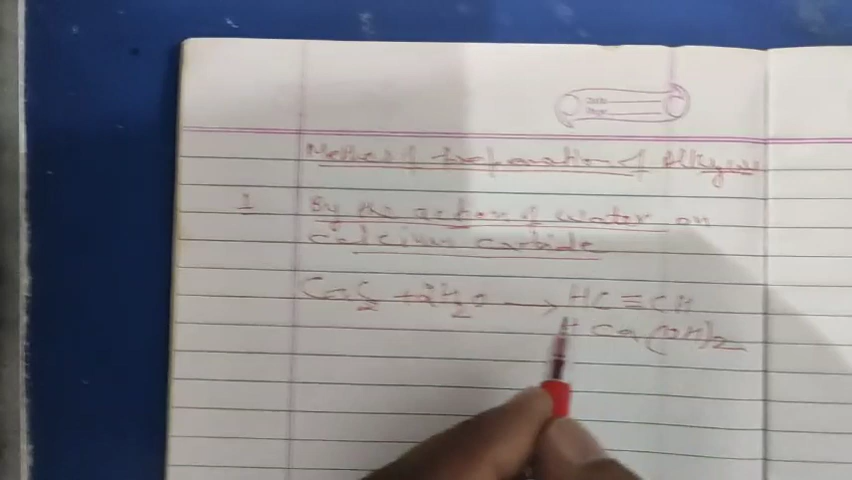 Method of Preparation of Alkynes
1 By the action of water on
Calcium carbide
CaC2 + 2H2O → HC≡CH
+ Ca(OH)2